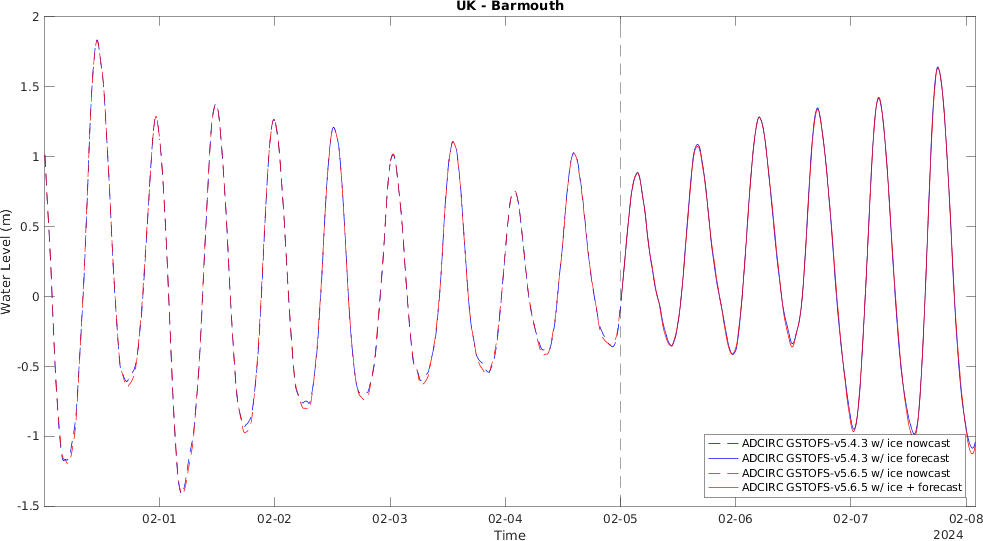 UK - Barmouth
2
1.5
1
0.5
0
-0.5
-1
-1.5
Water Level (m)
02-01 02-02 02-03 02-04 02-05 02-06 02-07 02-08
Time
2024
ADCIRC GSTOFS-v5.4.3 w/ ice nowcast
ADCIRC GSTOFS-v5.4.3 w/ ice forecast
ADCIRC GSTOFS-v5.6.5 w/ ice nowcast
ADCIRC GSTOFS-v5.6.5 w/ ice + forecast